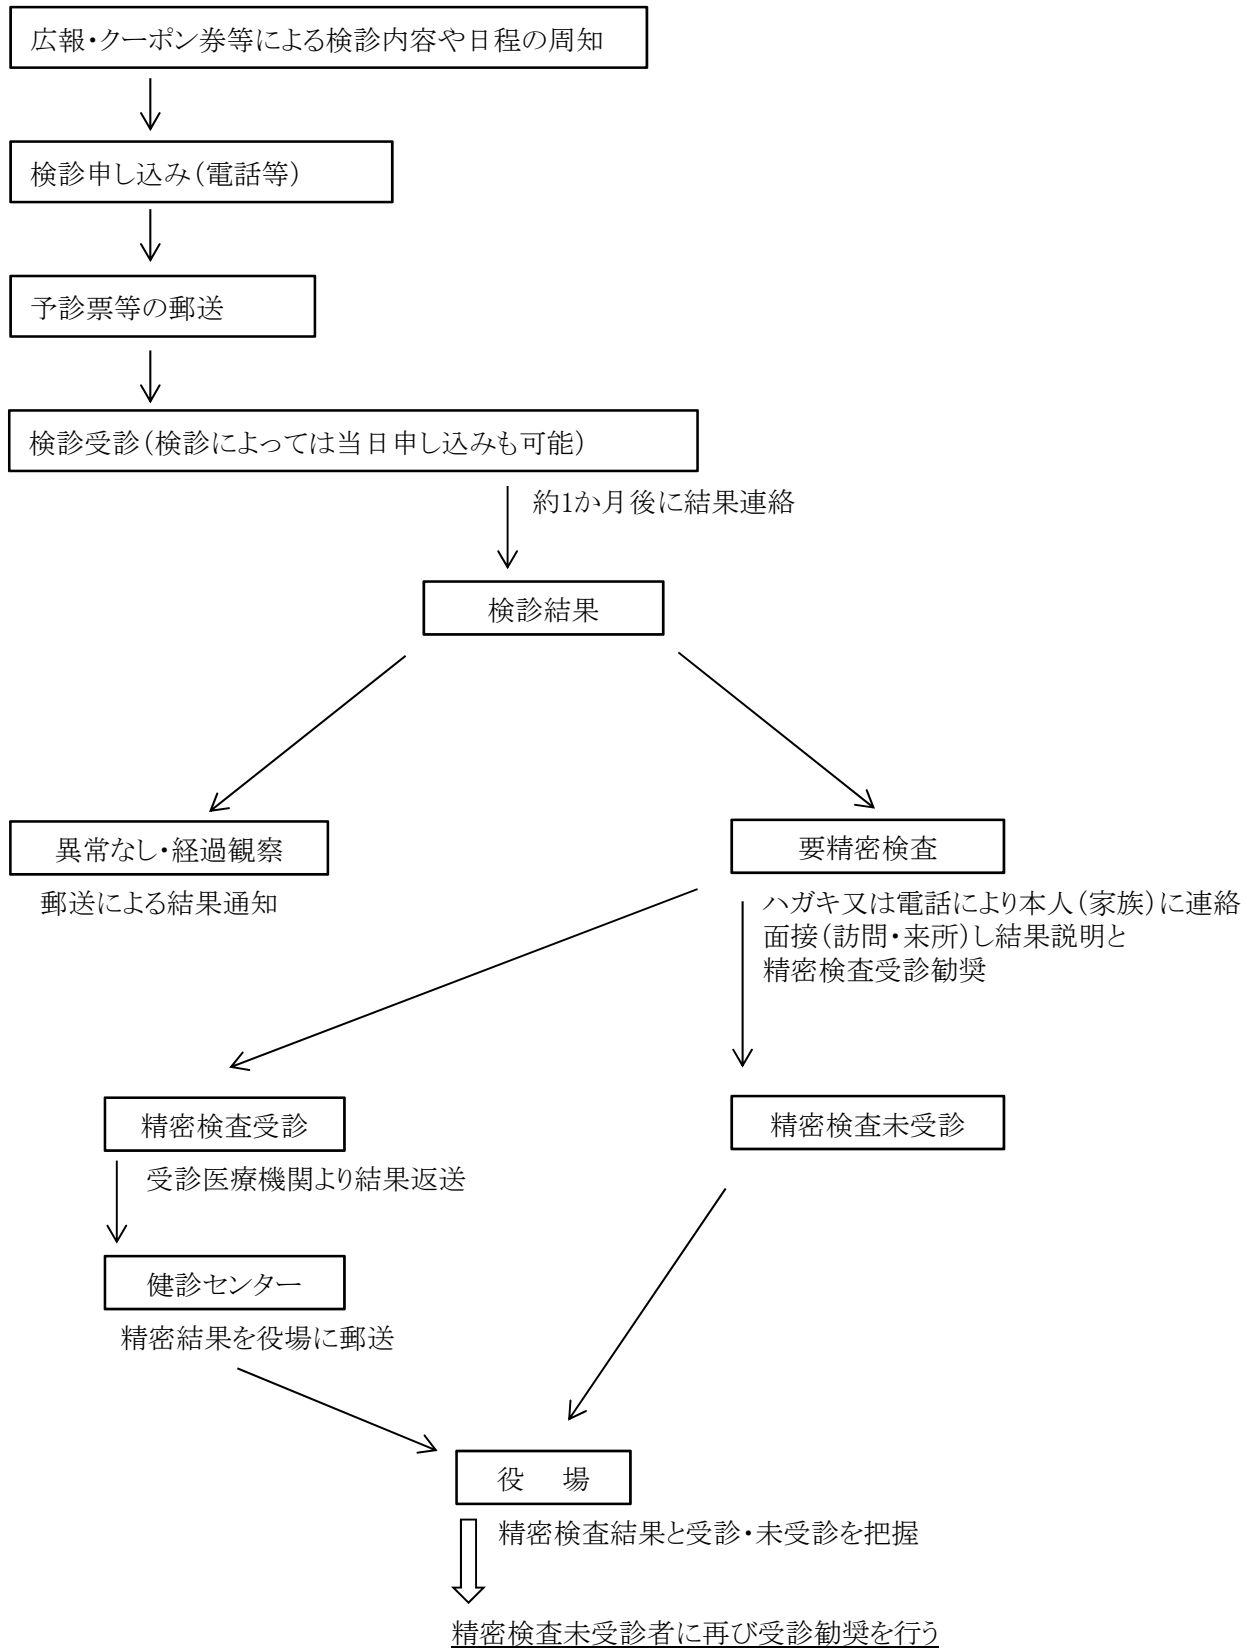 広報・クーポン券等による検診内容や日程の周知
検診申し込み(電話等)
予診票等の郵送
検診受診(検診によっては当日申し込みも可能)
約1か月後に結果連絡
検診結果
異常なし・経過観察
郵送による結果通知
要精密検査
ハガキ又は電話により本人(家族)に連絡
面接(訪問・来所)し結果説明と
精密検査受診勧奨
精密検査受診
精密検査未受診
受診医療機関より結果返送
健診センター
精密結果を役場に郵送
役 場
精密検査結果と受診・未受診を把握
精密検査未受診者に再び受診勧奨を行う